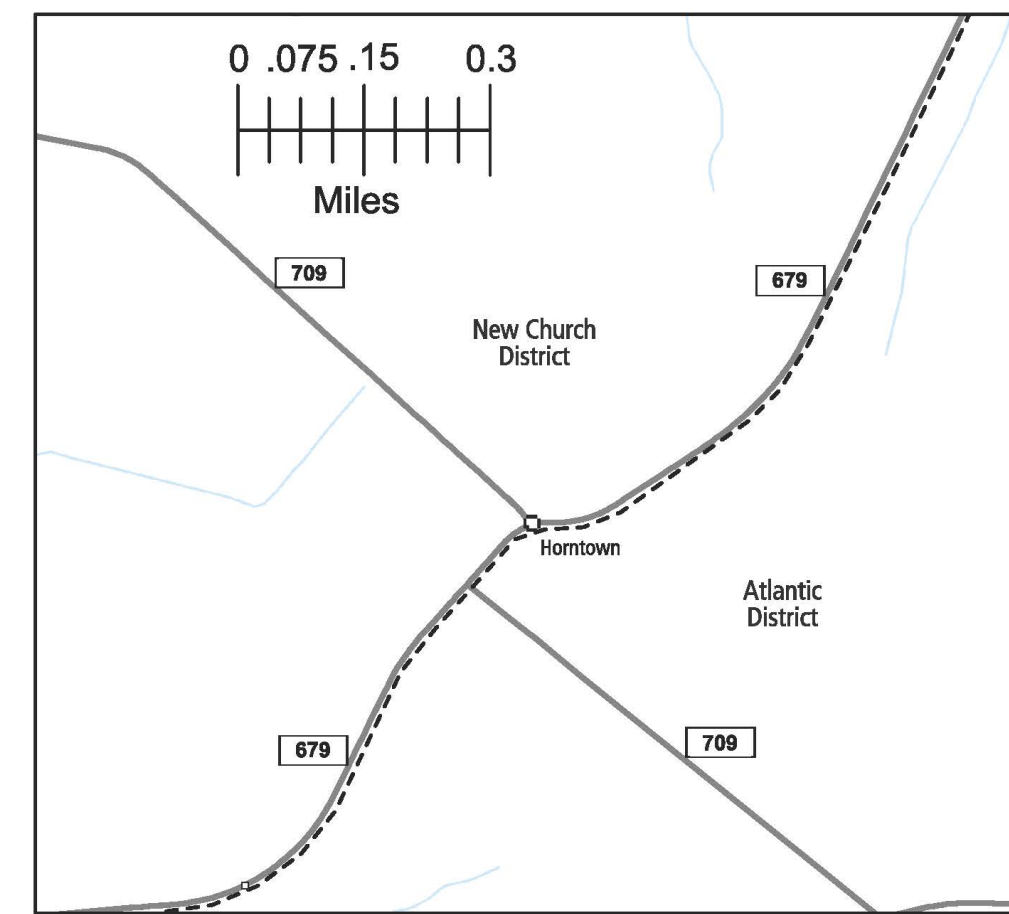 0 .075 .15 0.3
Miles
709
679
New Church
District
Horntown
Atlantic
District
679
709